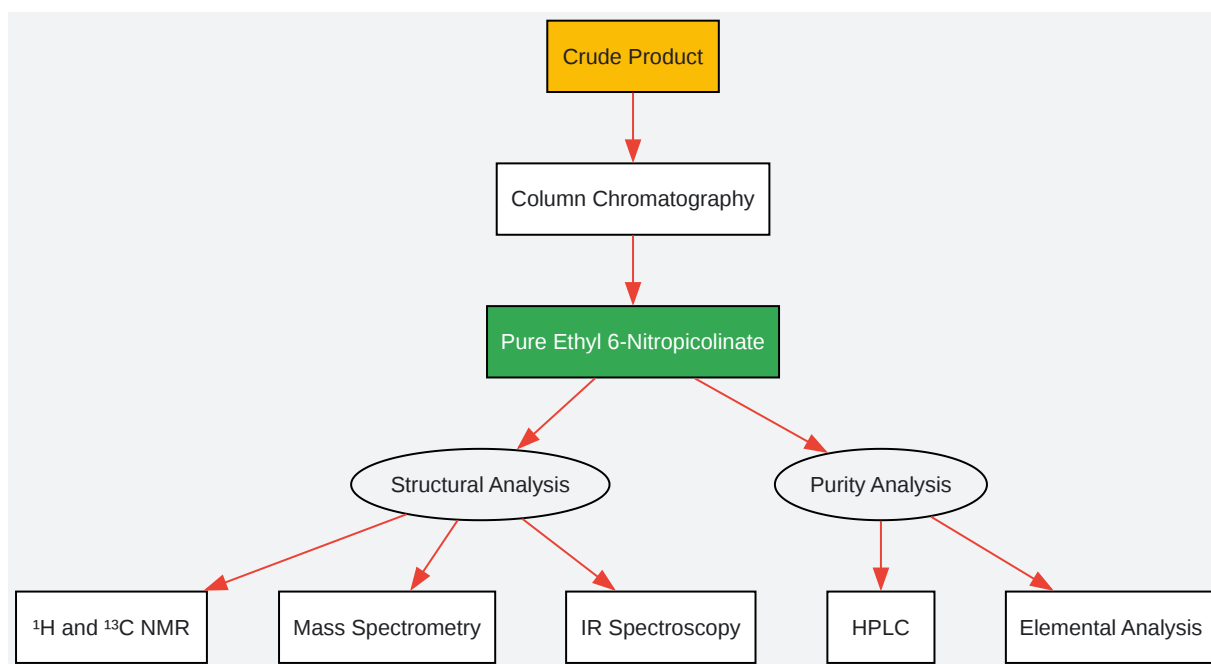 Crude Product
Column Chromatography
Pure Ethyl 6-Nitropicolinate
Structural Analysis
Purity Analysis
¹H and ¹³C NMR
Mass Spectrometry
IR Spectroscopy
HPLC
Elemental Analysis